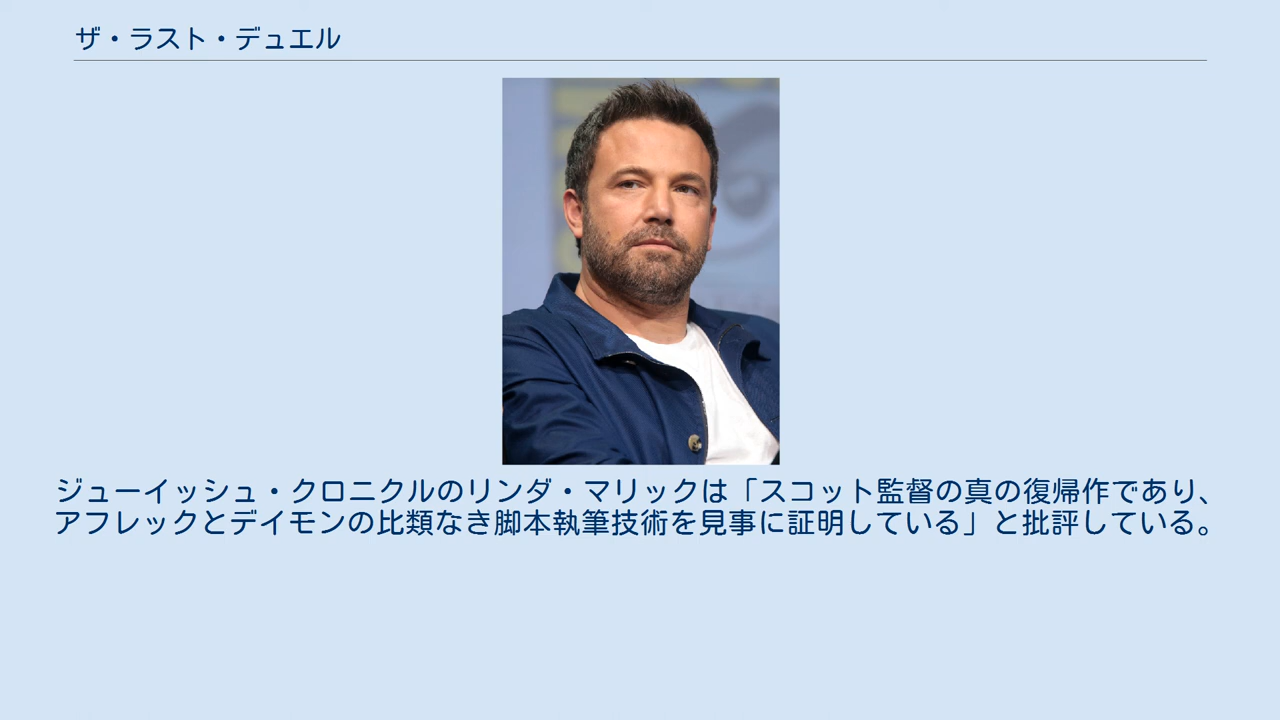 ザ・ラスト・デュエル
ジューイッシュ・クロニクルのリンダ・マリックは「スコット監督の真の復帰作であり、
アフレックとデイモンの比類なき脚本執筆技術を見事に証明している」と批評している。